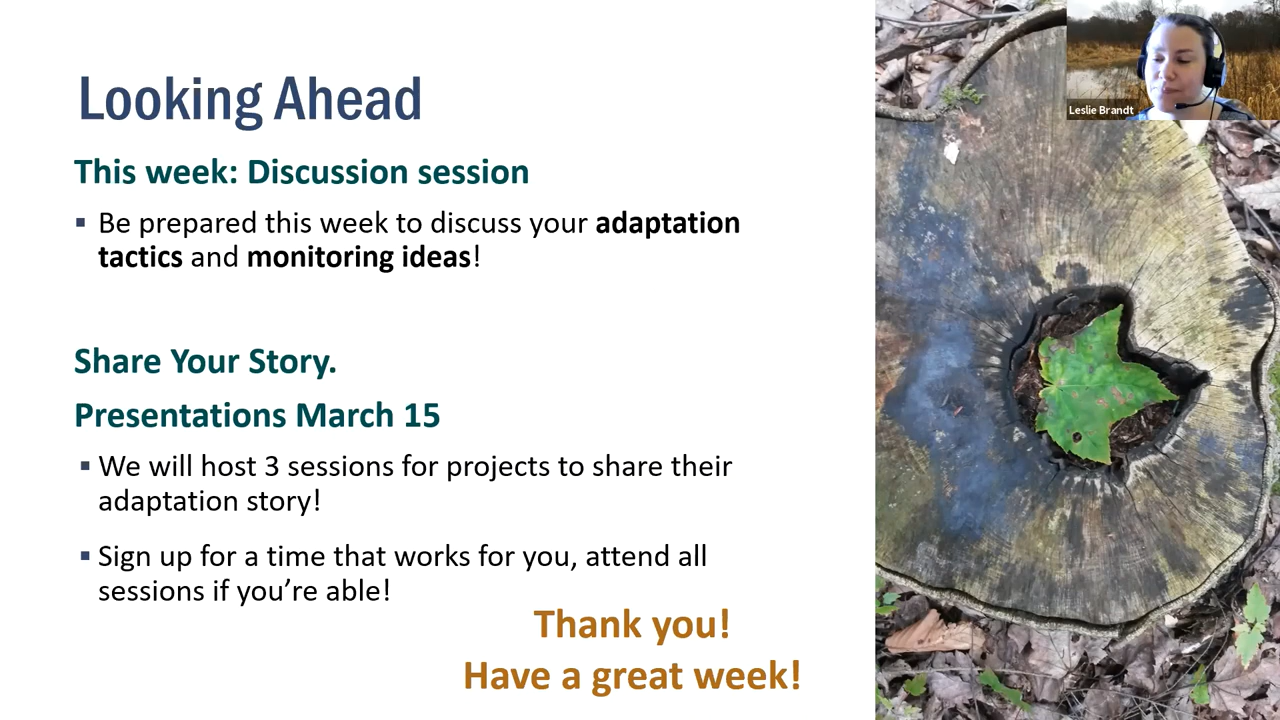 Looking Ahead
Leslie Brandt
This week: Discussion session
▪ Be prepared this week to discuss your adaptation
tactics and monitoring ideas!
Share Your Story.
Presentations March 15
▪ We will host 3 sessions for projects to share their
adaptation story!
▪ Sign up for a time that works for you, attend all
sessions if you’re able!
Thank you!
Have a great week!